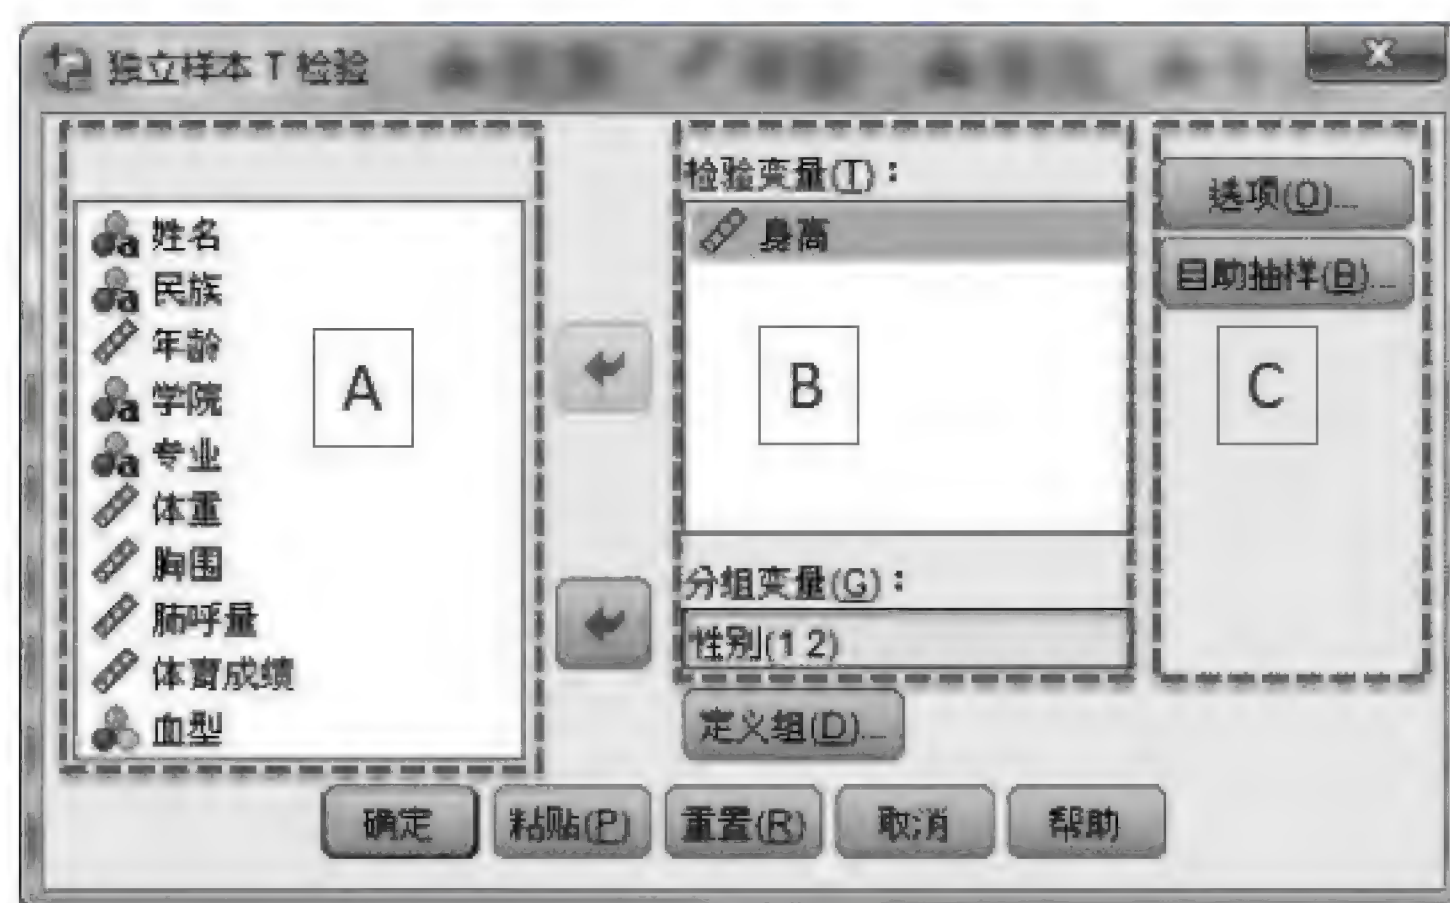 独立样本 T 检验
姓名
民族
年龄
学院
专业
体重
胸围
肺呼量
体育成绩
血型
A
检验变量(T)：
身高
B
分组变量(G)：
性别(1 2)
定义组(D)...
选项(O)...
自助抽样(B)...
C
确定
粘贴(P)
重置(R)
取消
帮助